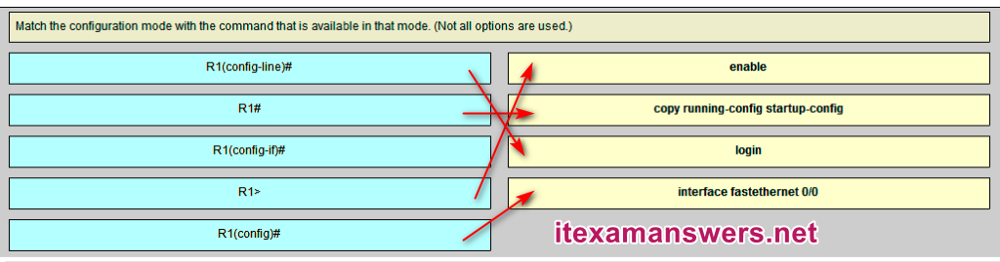 Match the configuration mode with the command that is available in that mode. (Not all options are used.)
R1(config-line)#
enable
R1#
copy running-config startup-config
R1(config-if)#
login
R1>
interface fastethernet 0/0
R1(config)#
itexamanswers.net